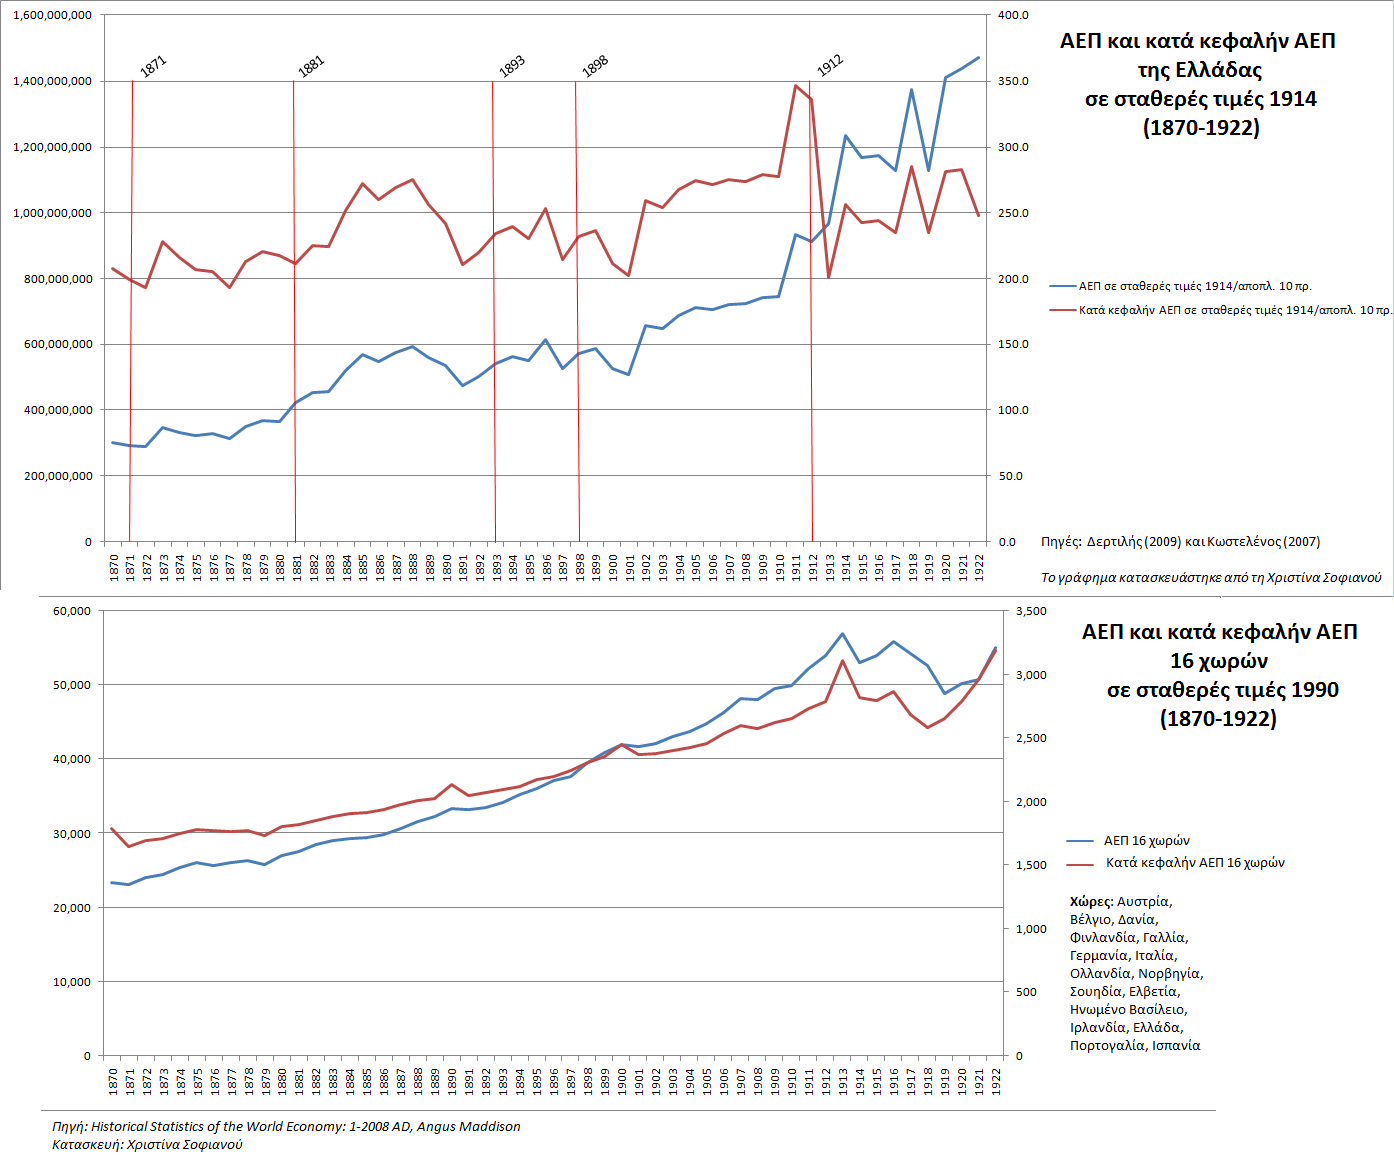 ΑΕΠ και κατά κεφαλήν ΑΕΠ
της Ελλάδας
σε σταθερές τιμές 1914
(1870-1922)
1,600,000,000
1,400,000,000
1,200,000,000
1,000,000,000
800,000,000
600,000,000
400,000,000
200,000,000
0
400.0
350.0
300.0
250.0
200.0
150.0
100.0
50.0
0.0
1871
1881
1893
1898
1912
1870 1871 1872 1873 1874 1875 1876 1877 1878 1879 1880 1881 1882 1883 1884 1885 1886 1887 1888 1889 1890 1891 1892 1893 1894 1895 1896 1897 1898 1899 1900 1901 1902 1903 1904 1905 1906 1907 1908 1909 1910 1911 1912 1913 1914 1915 1916 1917 1918 1919 1920 1921 1922
ΑΕΠ σε σταθερές τιμές 1914/αποπλ. 10 πρ.
Κατά κεφαλήν ΑΕΠ σε σταθερές τιμές 1914/αποπλ. 10 πρ.
Πηγές: Δερτιλής (2009) και Κωστελένος (2007)
Το γράφημα κατασκευάστηκε από τη Χριστίνα Σοφιανού
ΑΕΠ και κατά κεφαλήν ΑΕΠ
16 χωρών
σε σταθερές τιμές 1990
(1870-1922)
60,000
50,000
40,000
30,000
20,000
10,000
0
3,500
3,000
2,500
2,000
1,500
1,000
500
0
1870 1871 1872 1873 1874 1875 1876 1877 1878 1879 1880 1881 1882 1883 1884 1885 1886 1887 1888 1889 1890 1891 1892 1893 1894 1895 1896 1897 1898 1899 1900 1901 1902 1903 1904 1905 1906 1907 1908 1909 1910 1911 1912 1913 1914 1915 1916 1917 1918 1919 1920 1921 1922
ΑΕΠ 16 χωρών
Κατά κεφαλήν ΑΕΠ 16 χωρών
Χώρες: Αυστρία,
Βέλγιο, Δανία,
Φινλανδία, Γαλλία,
Γερμανία, Ιταλία,
Ολλανδία, Νορβηγία,
Σουηδία, Ελβετία,
Ηνωμένο Βασίλειο,
Ιρλανδία, Ελλάδα,
Πορτογαλία, Ισπανία
Πηγή: Historical Statistics of the World Economy: 1-2008 AD, Angus Maddison
Κατασκευή: Χριστίνα Σοφιανού